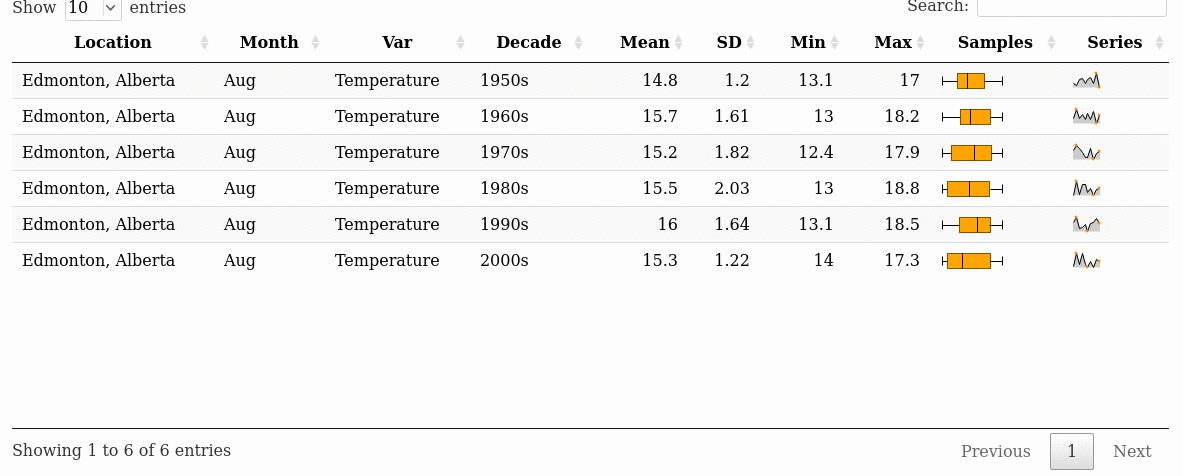 Show 10 entries Search:
Location Month Var Decade Mean SD Min Max Samples Series
Edmonton, Alberta Aug Temperature 1950s 14.8 1.2 13.1 17
Edmonton, Alberta Aug Temperature 1960s 15.7 1.61 13 18.2
Edmonton, Alberta Aug Temperature 1970s 15.2 1.82 12.4 17.9
Edmonton, Alberta Aug Temperature 1980s 15.5 2.03 13 18.8
Edmonton, Alberta Aug Temperature 1990s 16 1.64 13.1 18.5
Edmonton, Alberta Aug Temperature 2000s 15.3 1.22 14 17.3
Showing 1 to 6 of 6 entries Previous 1 Next